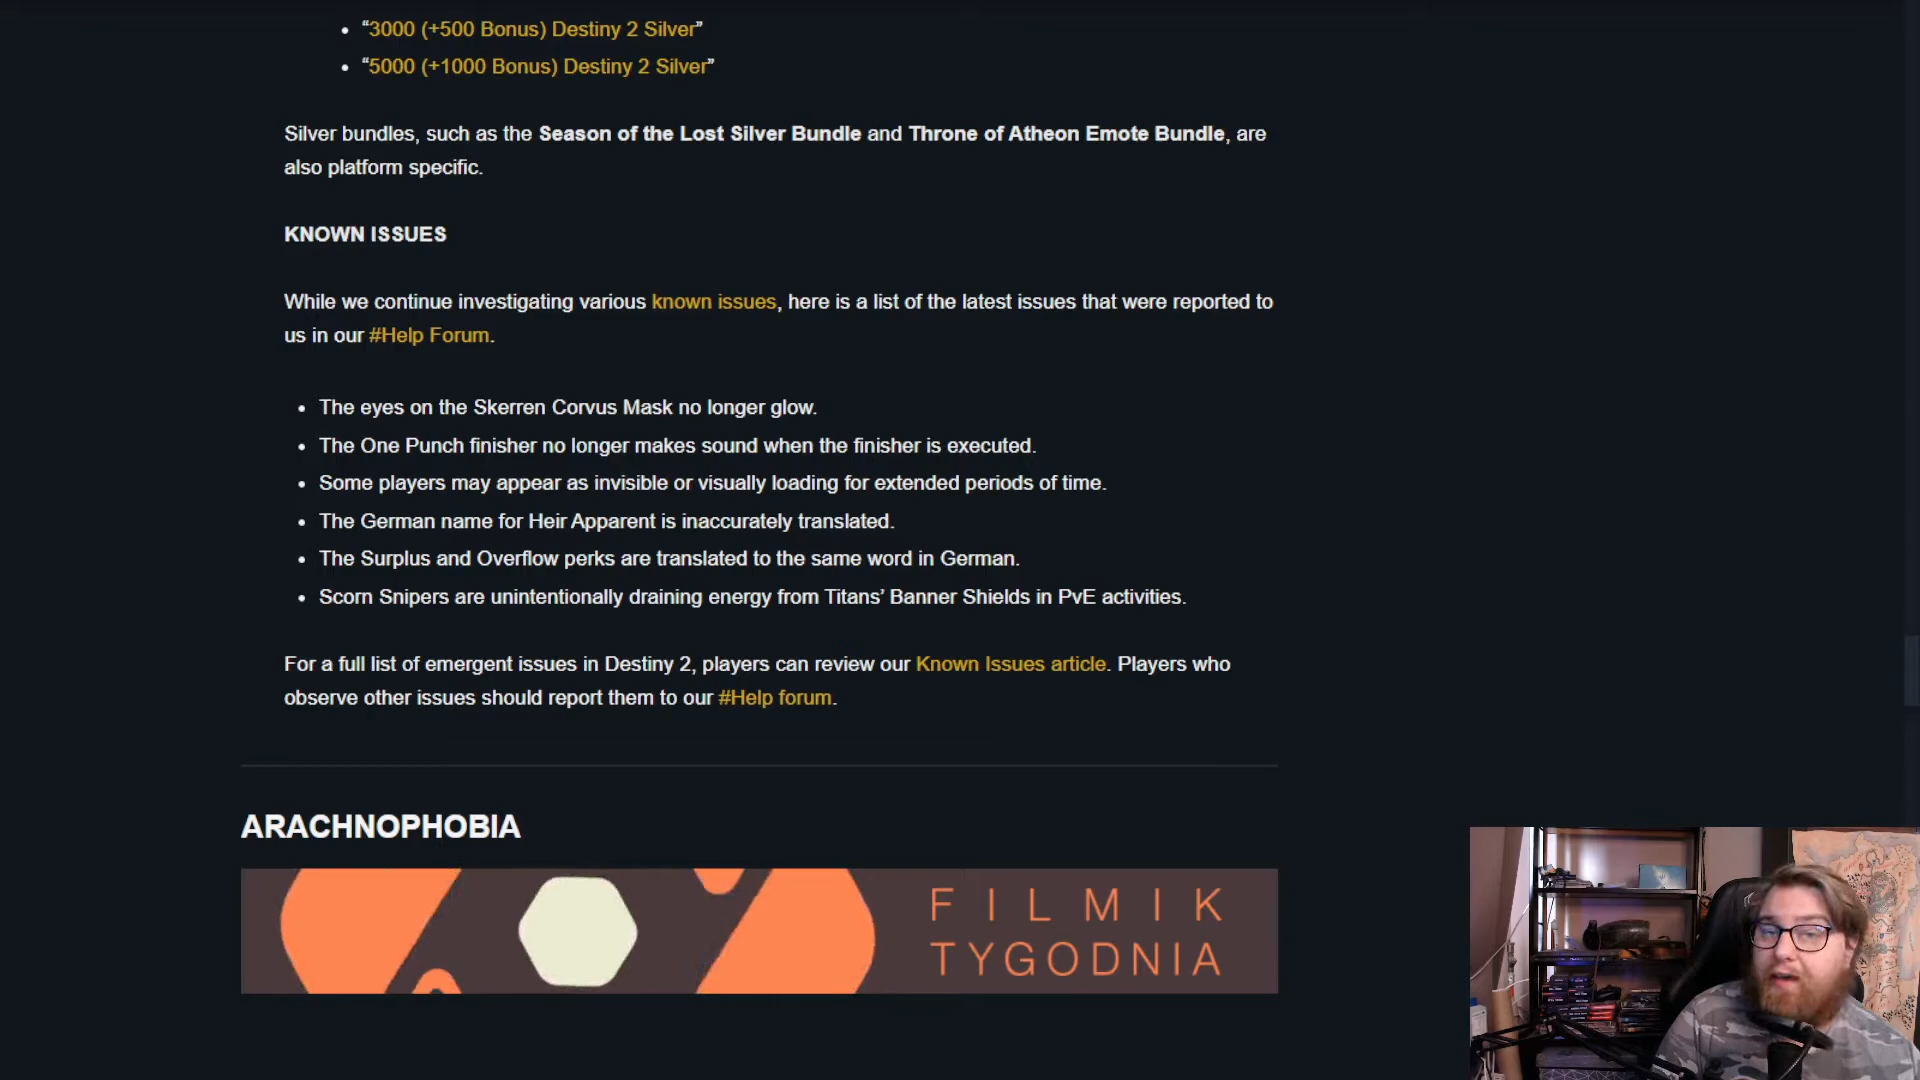 • “3000 (+500 Bonus) Destiny 2 Silver”
• “5000 (+1000 Bonus) Destiny 2 Silver”
Silver bundles, such as the Season of the Lost Silver Bundle and Throne of Atheon Emote Bundle, are
also platform specific.
KNOWN ISSUES
While we continue investigating various known issues, here is a list of the latest issues that were reported to
us in our #Help Forum.
• The eyes on the Skerren Corvus Mask no longer glow.
• The One Punch finisher no longer makes sound when the finisher is executed.
• Some players may appear as invisible or visually loading for extended periods of time.
• The German name for Heir Apparent is inaccurately translated.
• The Surplus and Overflow perks are translated to the same word in German.
• Scorn Snipers are unintentionally draining energy from Titans’ Banner Shields in PvE activities.
For a full list of emergent issues in Destiny 2, players can review our Known Issues article. Players who
observe other issues should report them to our #Help forum.
ARACHNOPHOBIA
FILMIK
TYGODNIA